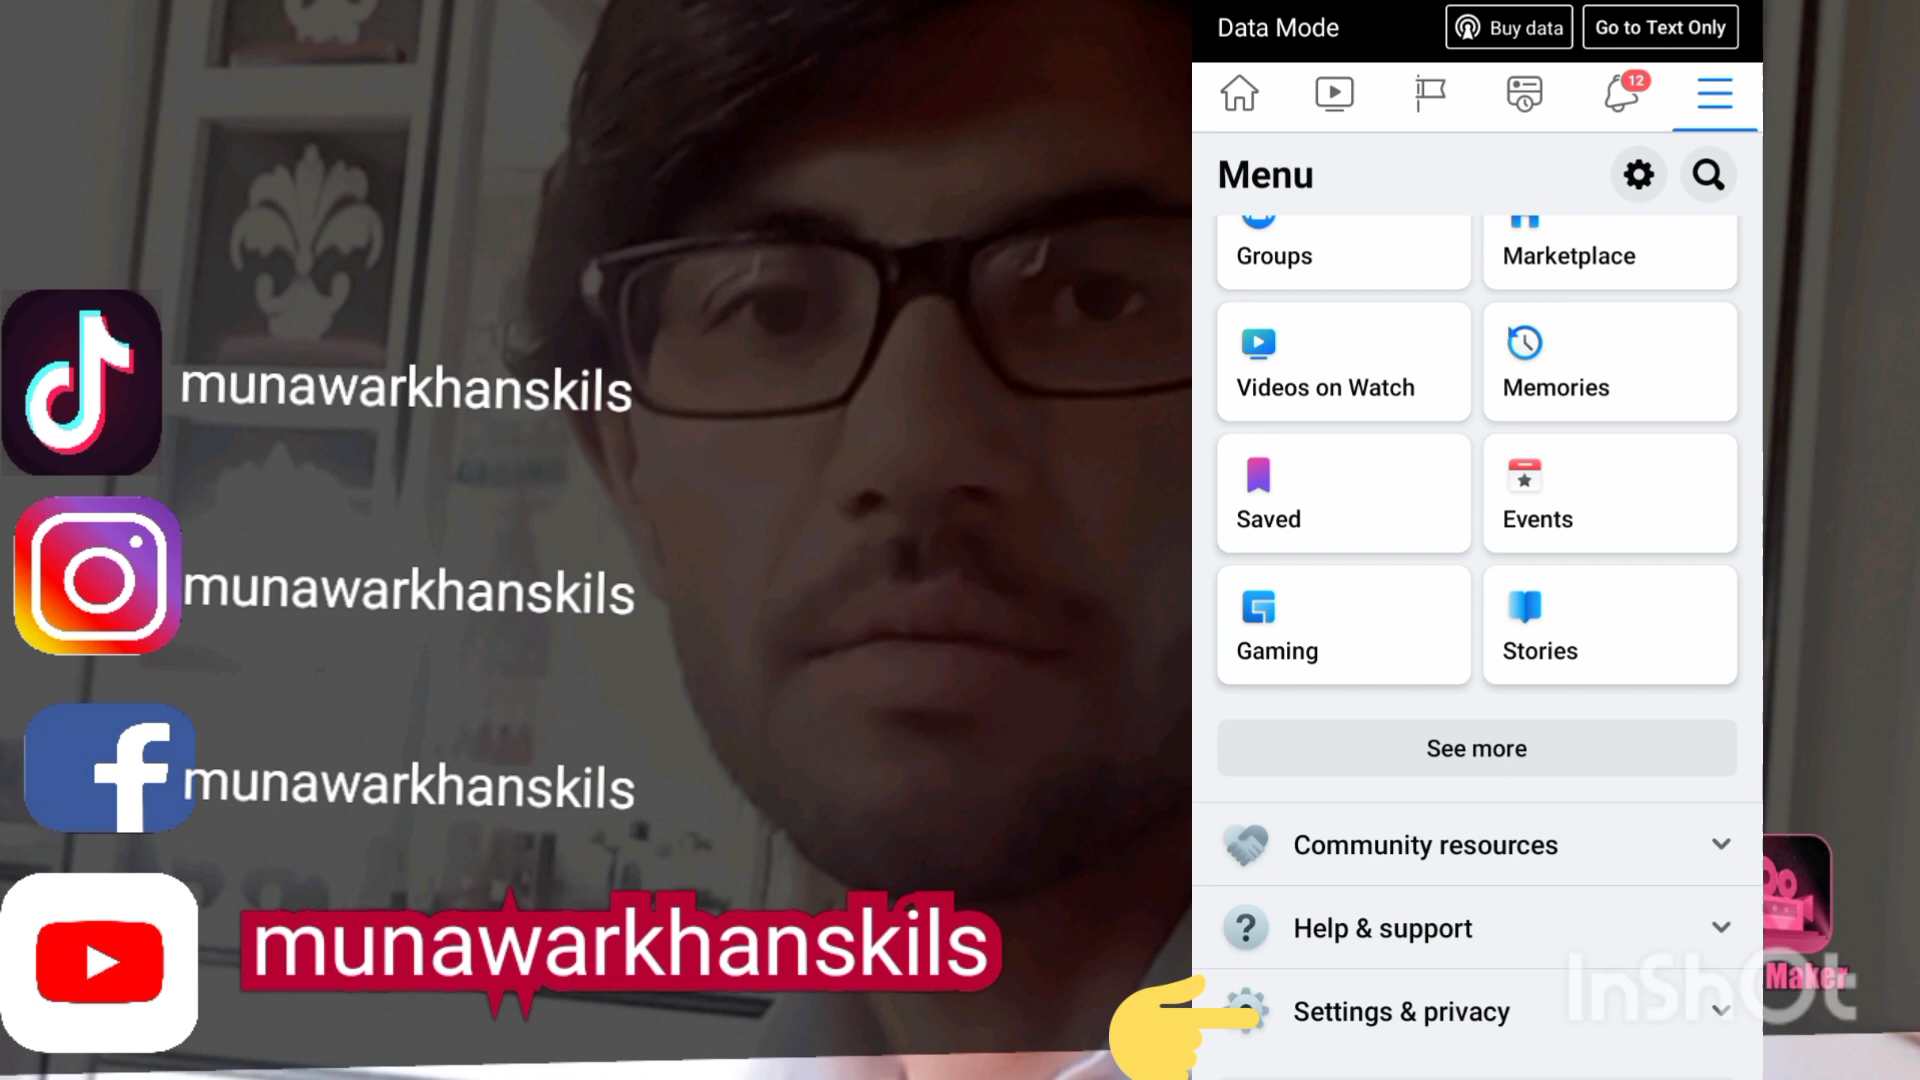 munawarkhanskils
munawarkhanskils
munawarkhanskils
munawarkhanskils
Data Mode
Buy data
Go to Text Only
12
Menu
Groups
Marketplace
Videos on Watch
Memories
Saved
Events
Gaming
Stories
See more
Community resources
Help & support
Settings & privacy
InShOt
Maker